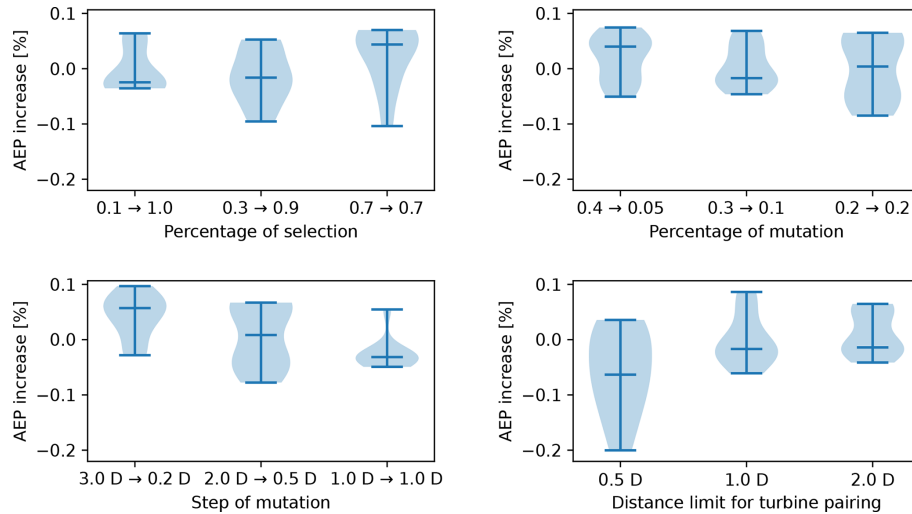 AEP increase [%]
0.1
0.0
−0.1
−0.2
0.1 → 1.0 0.3 → 0.9 0.7 → 0.7
Percentage of selection
AEP increase [%]
0.1
0.0
−0.1
−0.2
0.4 → 0.05 0.3 → 0.1 0.2 → 0.2
Percentage of mutation
AEP increase [%]
0.1
0.0
−0.1
−0.2
3.0 D → 0.2 D 2.0 D → 0.5 D 1.0 D → 1.0 D
Step of mutation
AEP increase [%]
0.1
0.0
−0.1
−0.2
0.5 D 1.0 D 2.0 D
Distance limit for turbine pairing